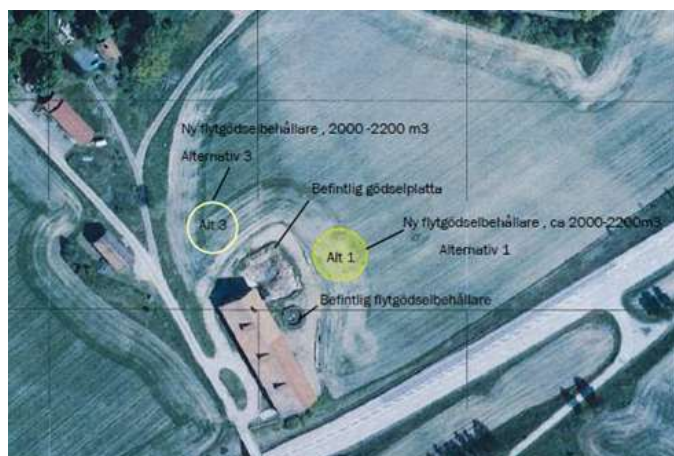 Ny flytgödselbehållare , 2000 -2200 m3
Alternativ 3
Befintlig gödselplatta
Alt 3
Ny flytgödselbehållare , ca 2000-2200m3
Alt 1
Alternativ 1
Befintlig flytgödselbehållare